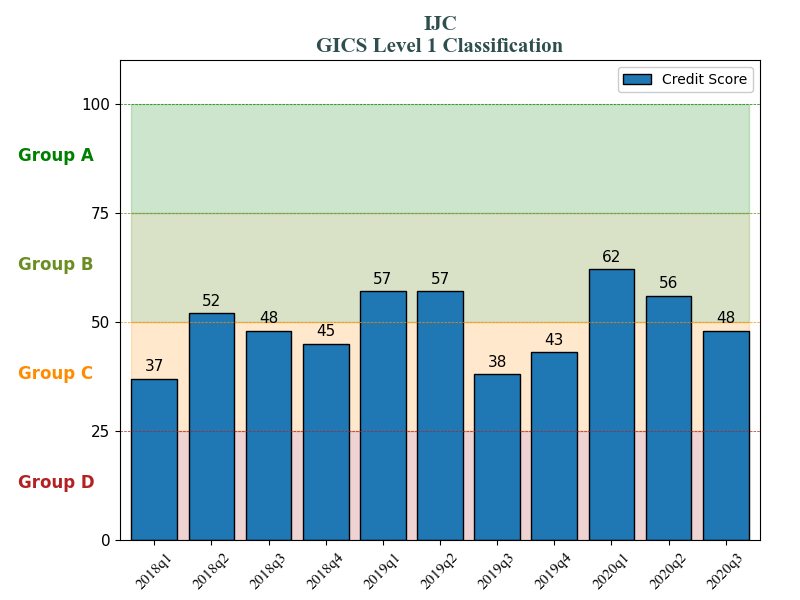 IJC
GICS Level 1 Classification
Credit Score
100
Group A
75
Group B
50
Group C
25
Group D
0
37
52
48
45
57
57
38
43
62
56
48
2018q1
2018q2
2018q3
2018q4
2019q1
2019q2
2019q3
2019q4
2020q1
2020q2
2020q3